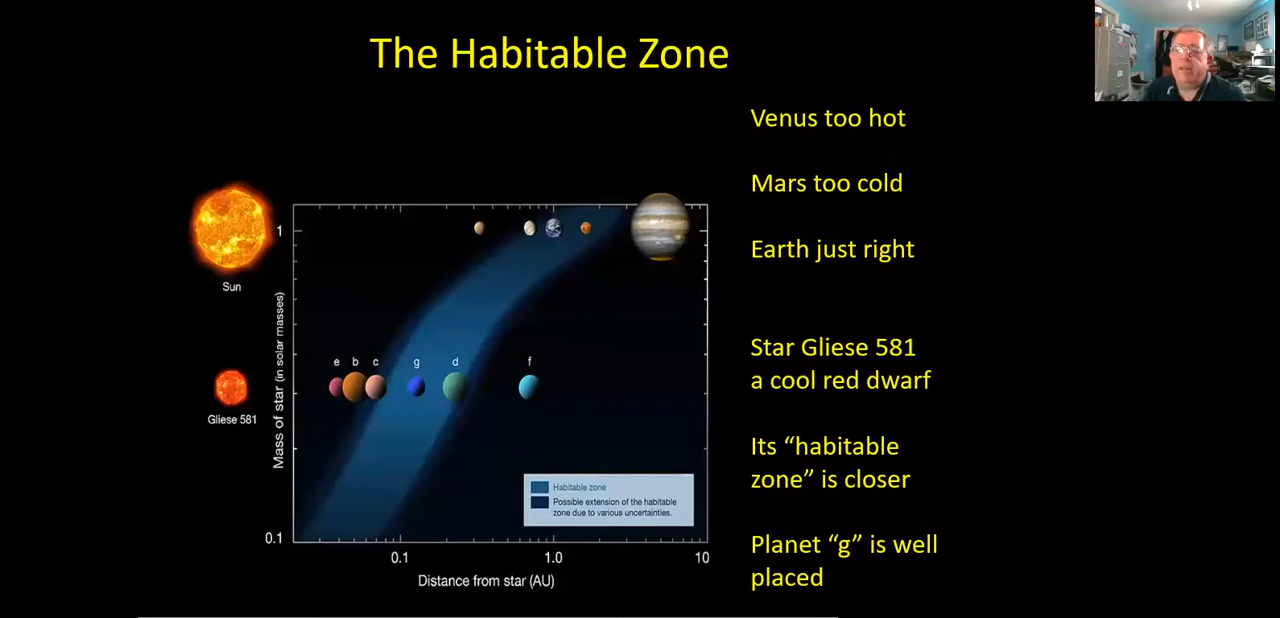 The Habitable Zone
Venus too hot
Mars too cold
Earth just right
Star Gliese 581
a cool red dwarf
Its “habitable
zone” is closer
Planet “g” is well
placed
Sun
Gliese 581
Mass of star (in solar masses)
1
0.1
e b c g d f
Habitable zone
Possible extension of the habitable
zone due to various uncertainties.
0.1 1.0 10
Distance from star (AU)